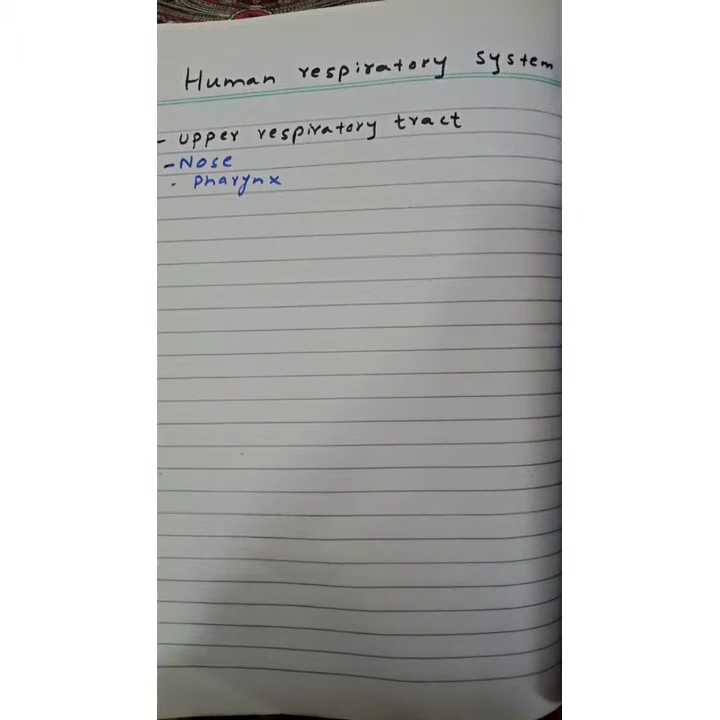 Human respiratory system
- Upper respiratory tract
- Nose
. Pharynx